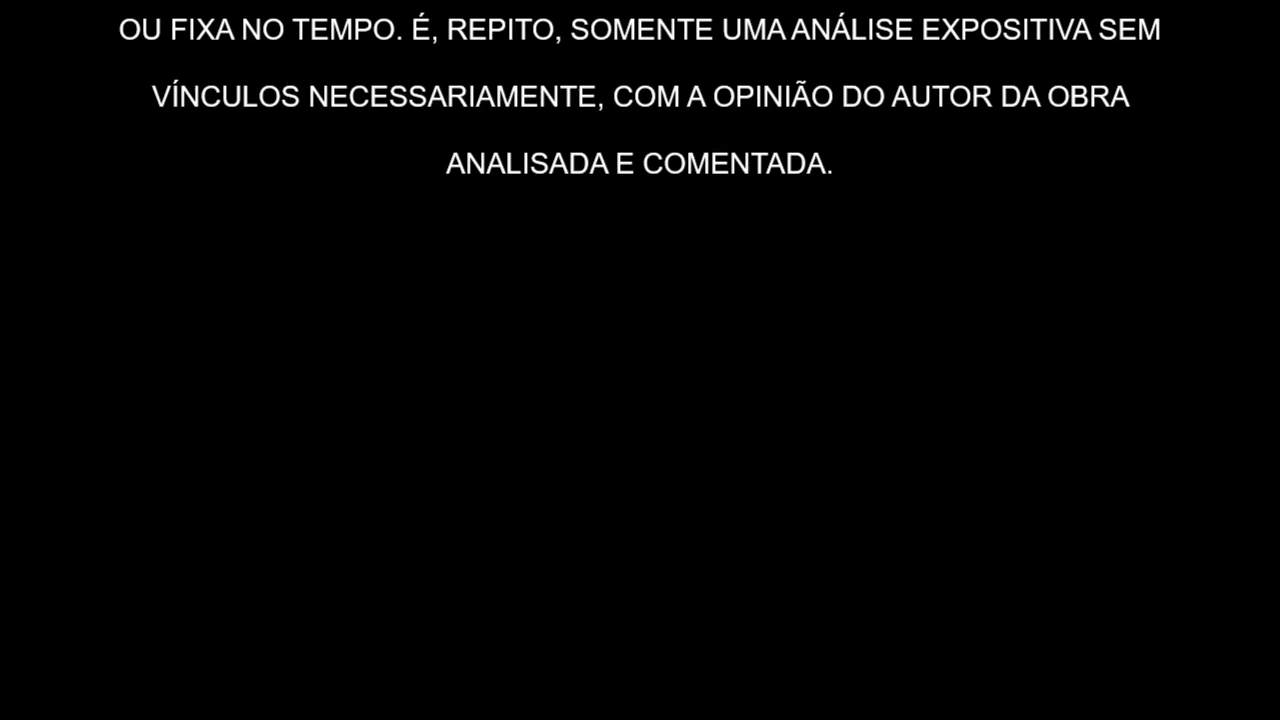 OU FIXA NO TEMPO. É, REPITO, SOMENTE UMA ANÁLISE EXPOSITIVA SEM
VÍNCULOS NECESSARIAMENTE, COM A OPINIÃO DO AUTOR DA OBRA
ANALISADA E COMENTADA.